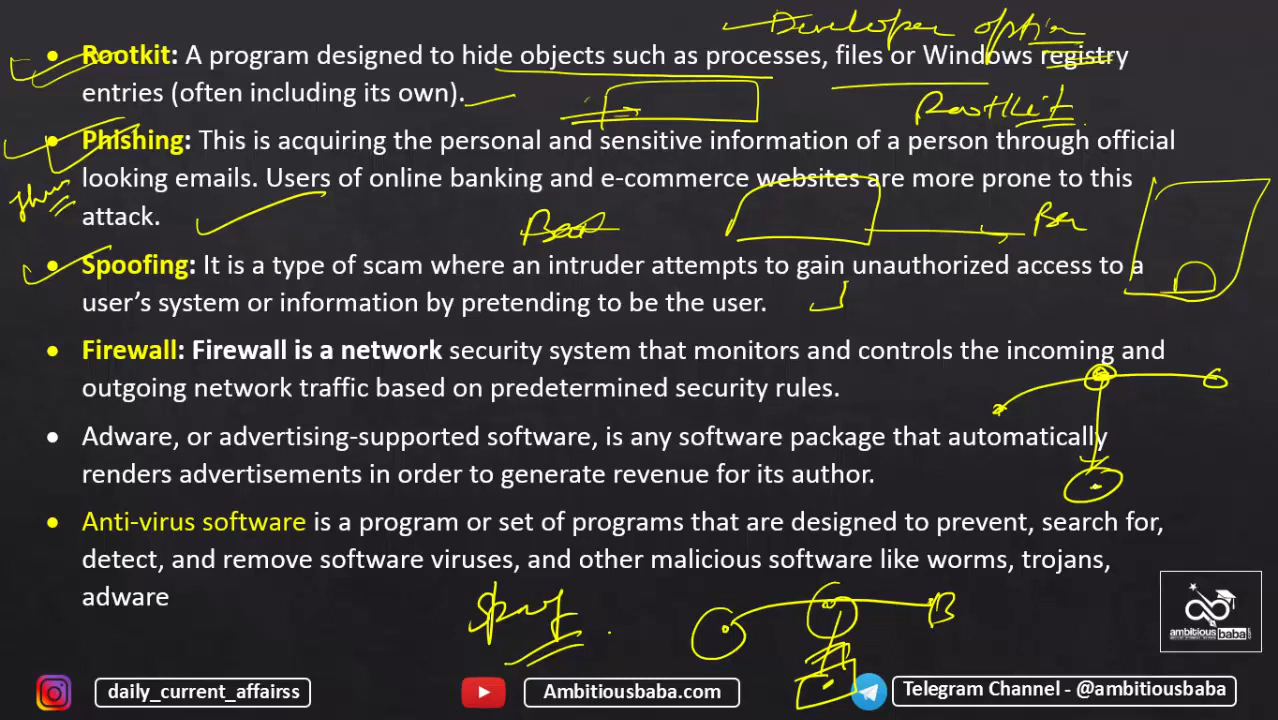 Developer option
• Rootkit: A program designed to hide objects such as processes, files or Windows registry
entries (often including its own).
RootKit
• Phishing: This is acquiring the personal and sensitive information of a person through official
looking emails. Users of online banking and e-commerce websites are more prone to this
attack.
• Spoofing: It is a type of scam where an intruder attempts to gain unauthorized access to a
user’s system or information by pretending to be the user.
• Firewall: Firewall is a network security system that monitors and controls the incoming and
outgoing network traffic based on predetermined security rules.
• Adware, or advertising-supported software, is any software package that automatically
renders advertisements in order to generate revenue for its author.
• Anti-virus software is a program or set of programs that are designed to prevent, search for,
detect, and remove software viruses, and other malicious software like worms, trojans,
adware
Spoof
B
ambitiousbaba
daily_current_affairss
Ambitiousbaba.com
Telegram Channel - @ambitiousbaba